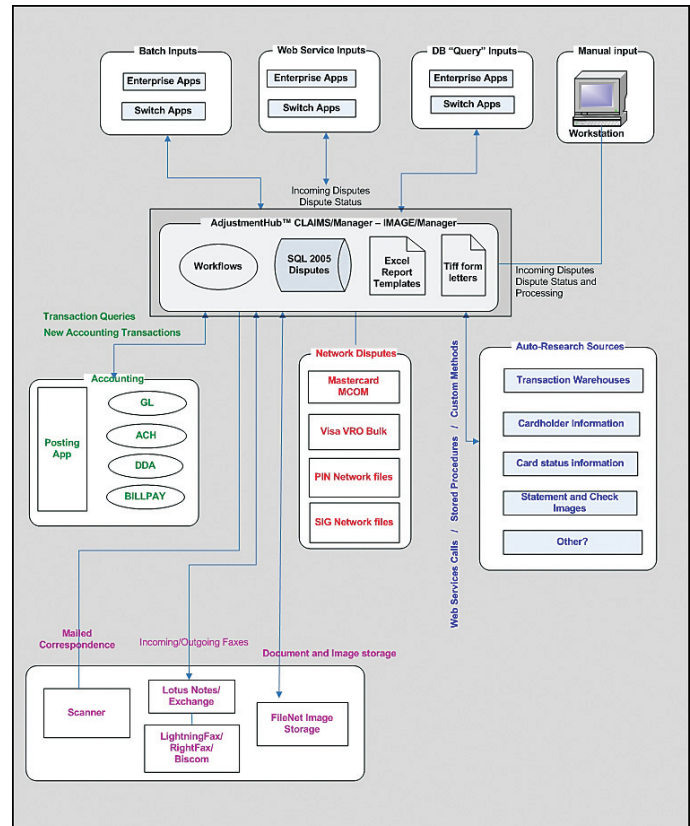 Batch Inputs
Enterprise Apps
Switch Apps
Web Service Inputs
Enterprise Apps
Switch Apps
DB “Query” Inputs
Enterprise Apps
Switch Apps
Manual input
Workstation
Incoming Disputes
Dispute Status
AdjustmentHub™ CLAIMS/Manager – IMAGE/Manager
Workflows
SQL 2005
Disputes
Excel
Report
Templates
Tiff form
letters
Incoming Disputes
Dispute Status and
Processing
Transaction Queries
New Accounting Transactions
Accounting
Posting
App
GL
ACH
DDA
BILLPAY
Network Disputes
Mastercard
MCOM
Visa VRO Bulk
PIN Network files
SIG Network files
Web Services Calls / Stored Procedures / Custom Methods
Auto-Research Sources
Transaction Warehouses
Cardholder Information
Card status information
Statement and Check
Images
Other?
Mailed
Correspondence
Incoming/Outgoing Faxes
Document and Image storage
Scanner
Lotus Notes/
Exchange
LightningFax/
RightFax/
Biscom
FileNet Image
Storage